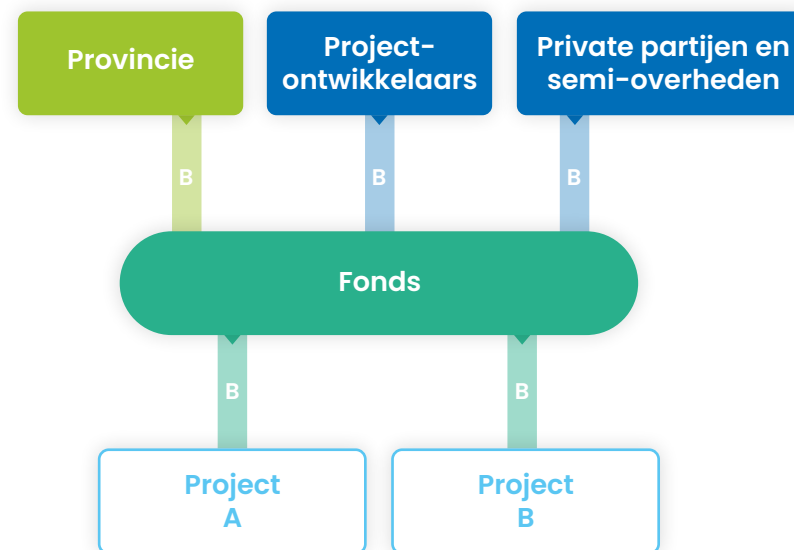 Provincie
Project-
ontwikkelaars
Private partijen en
semi-overheden
B
B
B
Fonds
B
B
Project
A
Project
B